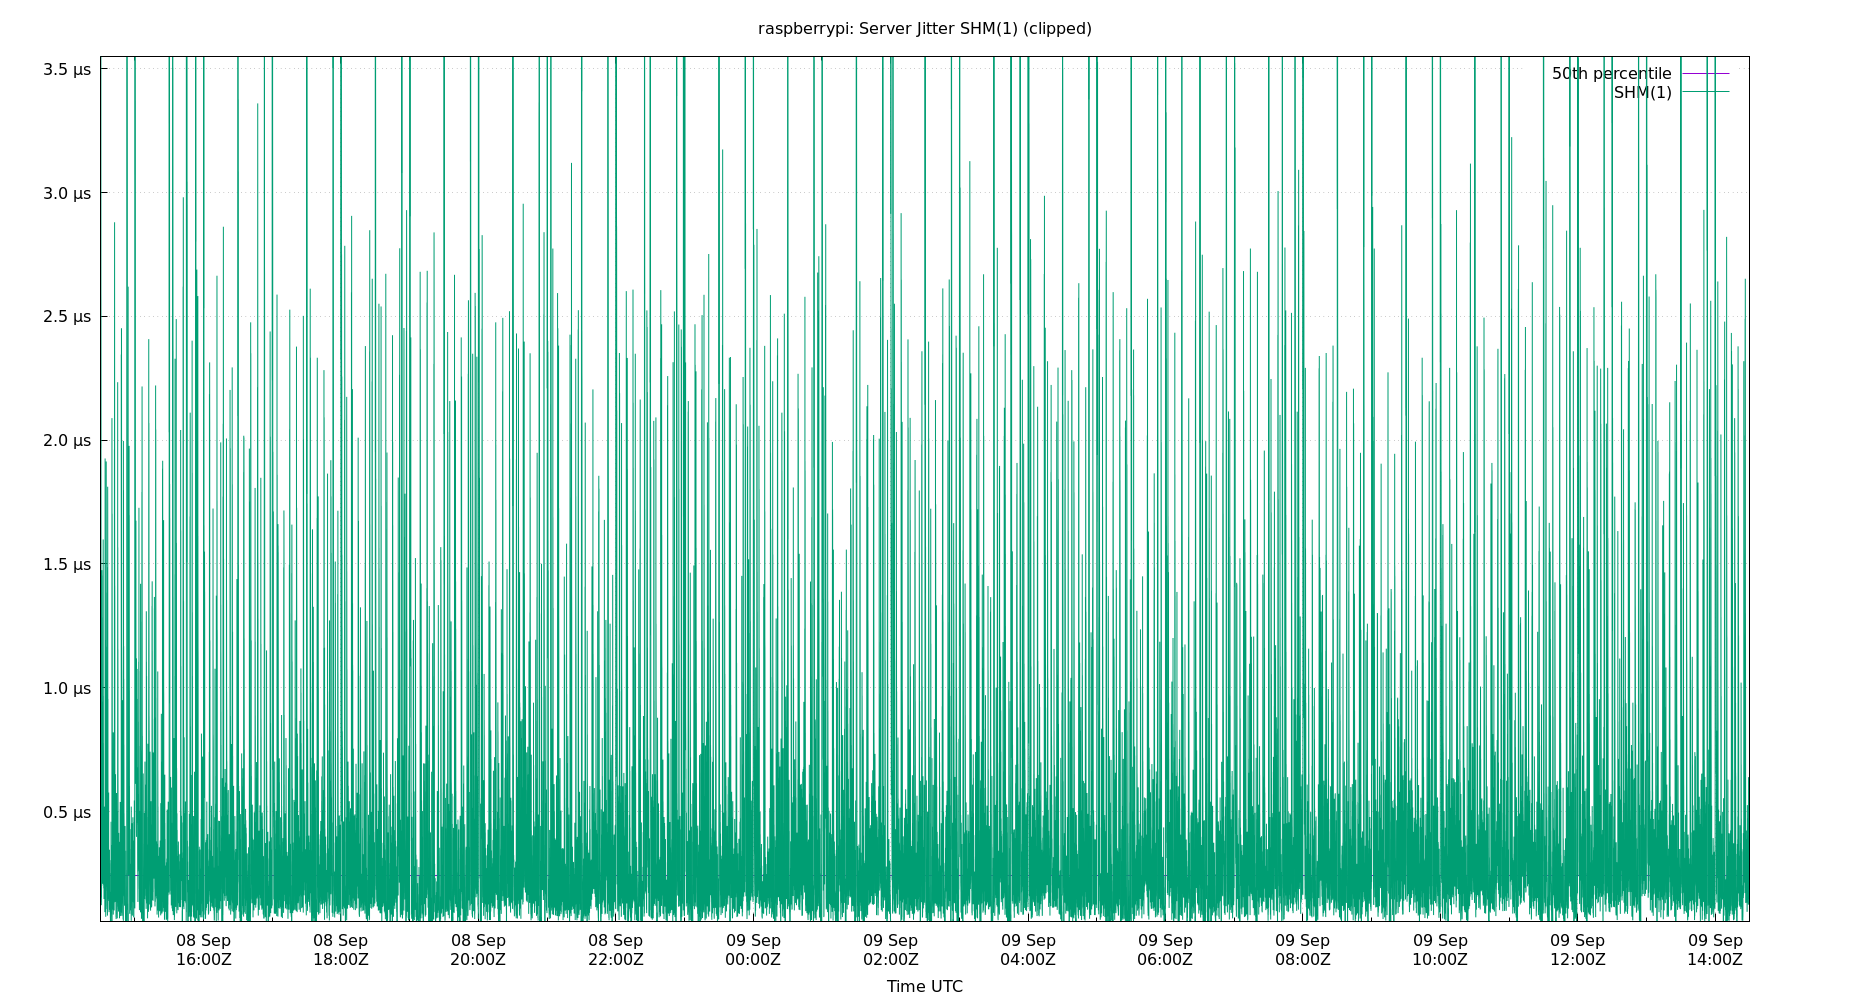 raspberrypi: Server Jitter SHM(1) (clipped)
3.5 µs
50th percentile
SHM(1)
3.0 µs
2.5 µs
2.0 µs
1.5 µs
1.0 µs
0.5 µs
08 Sep 08 Sep 08 Sep 08 Sep 09 Sep 09 Sep 09 Sep 09 Sep 09 Sep 09 Sep 09 Sep 09 Sep
16:00Z 18:00Z 20:00Z 22:00Z 00:00Z 02:00Z 04:00Z 06:00Z 08:00Z 10:00Z 12:00Z 14:00Z
Time UTC